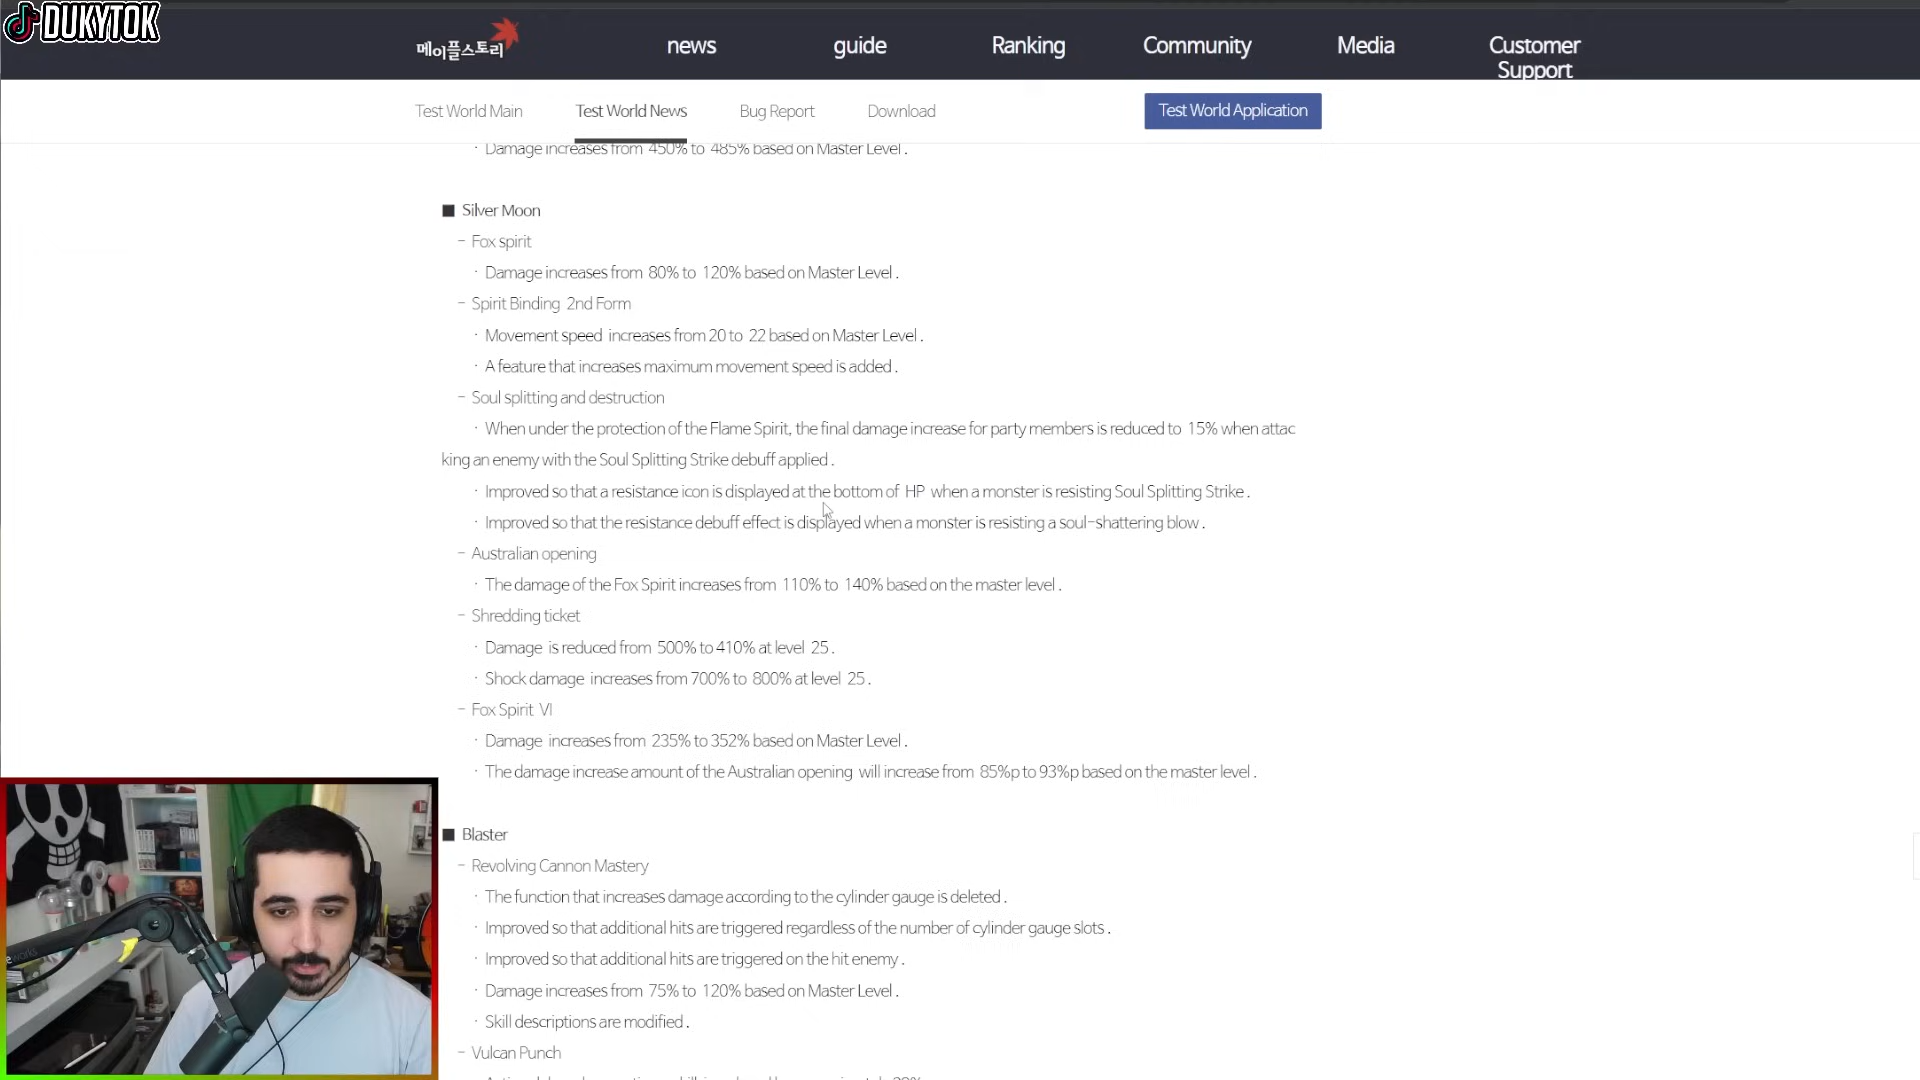 DUKYTOK
메이플스토리
news
guide
Ranking
Community
Media
Customer Support
Test World Main
Test World News
Bug Report
Download
Test World Application
· Damage increases from 450% to 485% based on Master Level .
■ Silver Moon
- Fox spirit
· Damage increases from 80% to 120% based on Master Level .
- Spirit Binding 2nd Form
· Movement speed increases from 20 to 22 based on Master Level .
· A feature that increases maximum movement speed is added .
- Soul splitting and destruction
· When under the protection of the Flame Spirit, the final damage increase for party members is reduced to 15% when attac
king an enemy with the Soul Splitting Strike debuff applied .
· Improved so that a resistance icon is displayed at the bottom of HP when a monster is resisting Soul Splitting Strike .
· Improved so that the resistance debuff effect is displayed when a monster is resisting a soul-shattering blow .
- Australian opening
· The damage of the Fox Spirit increases from 110% to 140% based on the master level .
- Shredding ticket
· Damage is reduced from 500% to 410% at level 25 .
· Shock damage increases from 700% to 800% at level 25 .
- Fox Spirit VI
· Damage increases from 235% to 352% based on Master Level .
· The damage increase amount of the Australian opening will increase from 85%p to 93%p based on the master level .
■ Blaster
- Revolving Cannon Mastery
· The function that increases damage according to the cylinder gauge is deleted .
· Improved so that additional hits are triggered regardless of the number of cylinder gauge slots .
· Improved so that additional hits are triggered on the hit enemy .
· Damage increases from 75% to 120% based on Master Level .
· Skill descriptions are modified .
- Vulcan Punch